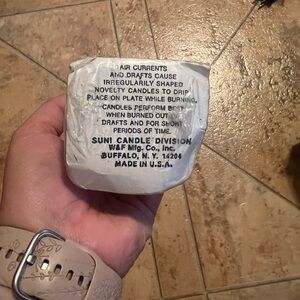 AIR CURRENTS
AND DRAFTS CAUSE
IRREGULARLY SHAPED
NOVELTY CANDLES TO DRIP.
PLACE ON PLATE WHILE BURNING.
CANDLES PERFORM BEST
WHEN BURNED OUT OF
DRAFTS AND FOR SHORT
PERIODS OF TIME.
SUNI CANDLE DIVISION
W&F Mfg. Co., Inc.
BUFFALO, N. Y. 14204
MADE IN U.S.A.